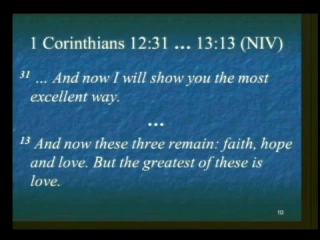 1 Corinthians 12:31 ... 13:13 (NIV)
31 ... And now I will show you the most
excellent way.
...
13 And now these three remain: faith, hope
and love. But the greatest of these is
love.
10